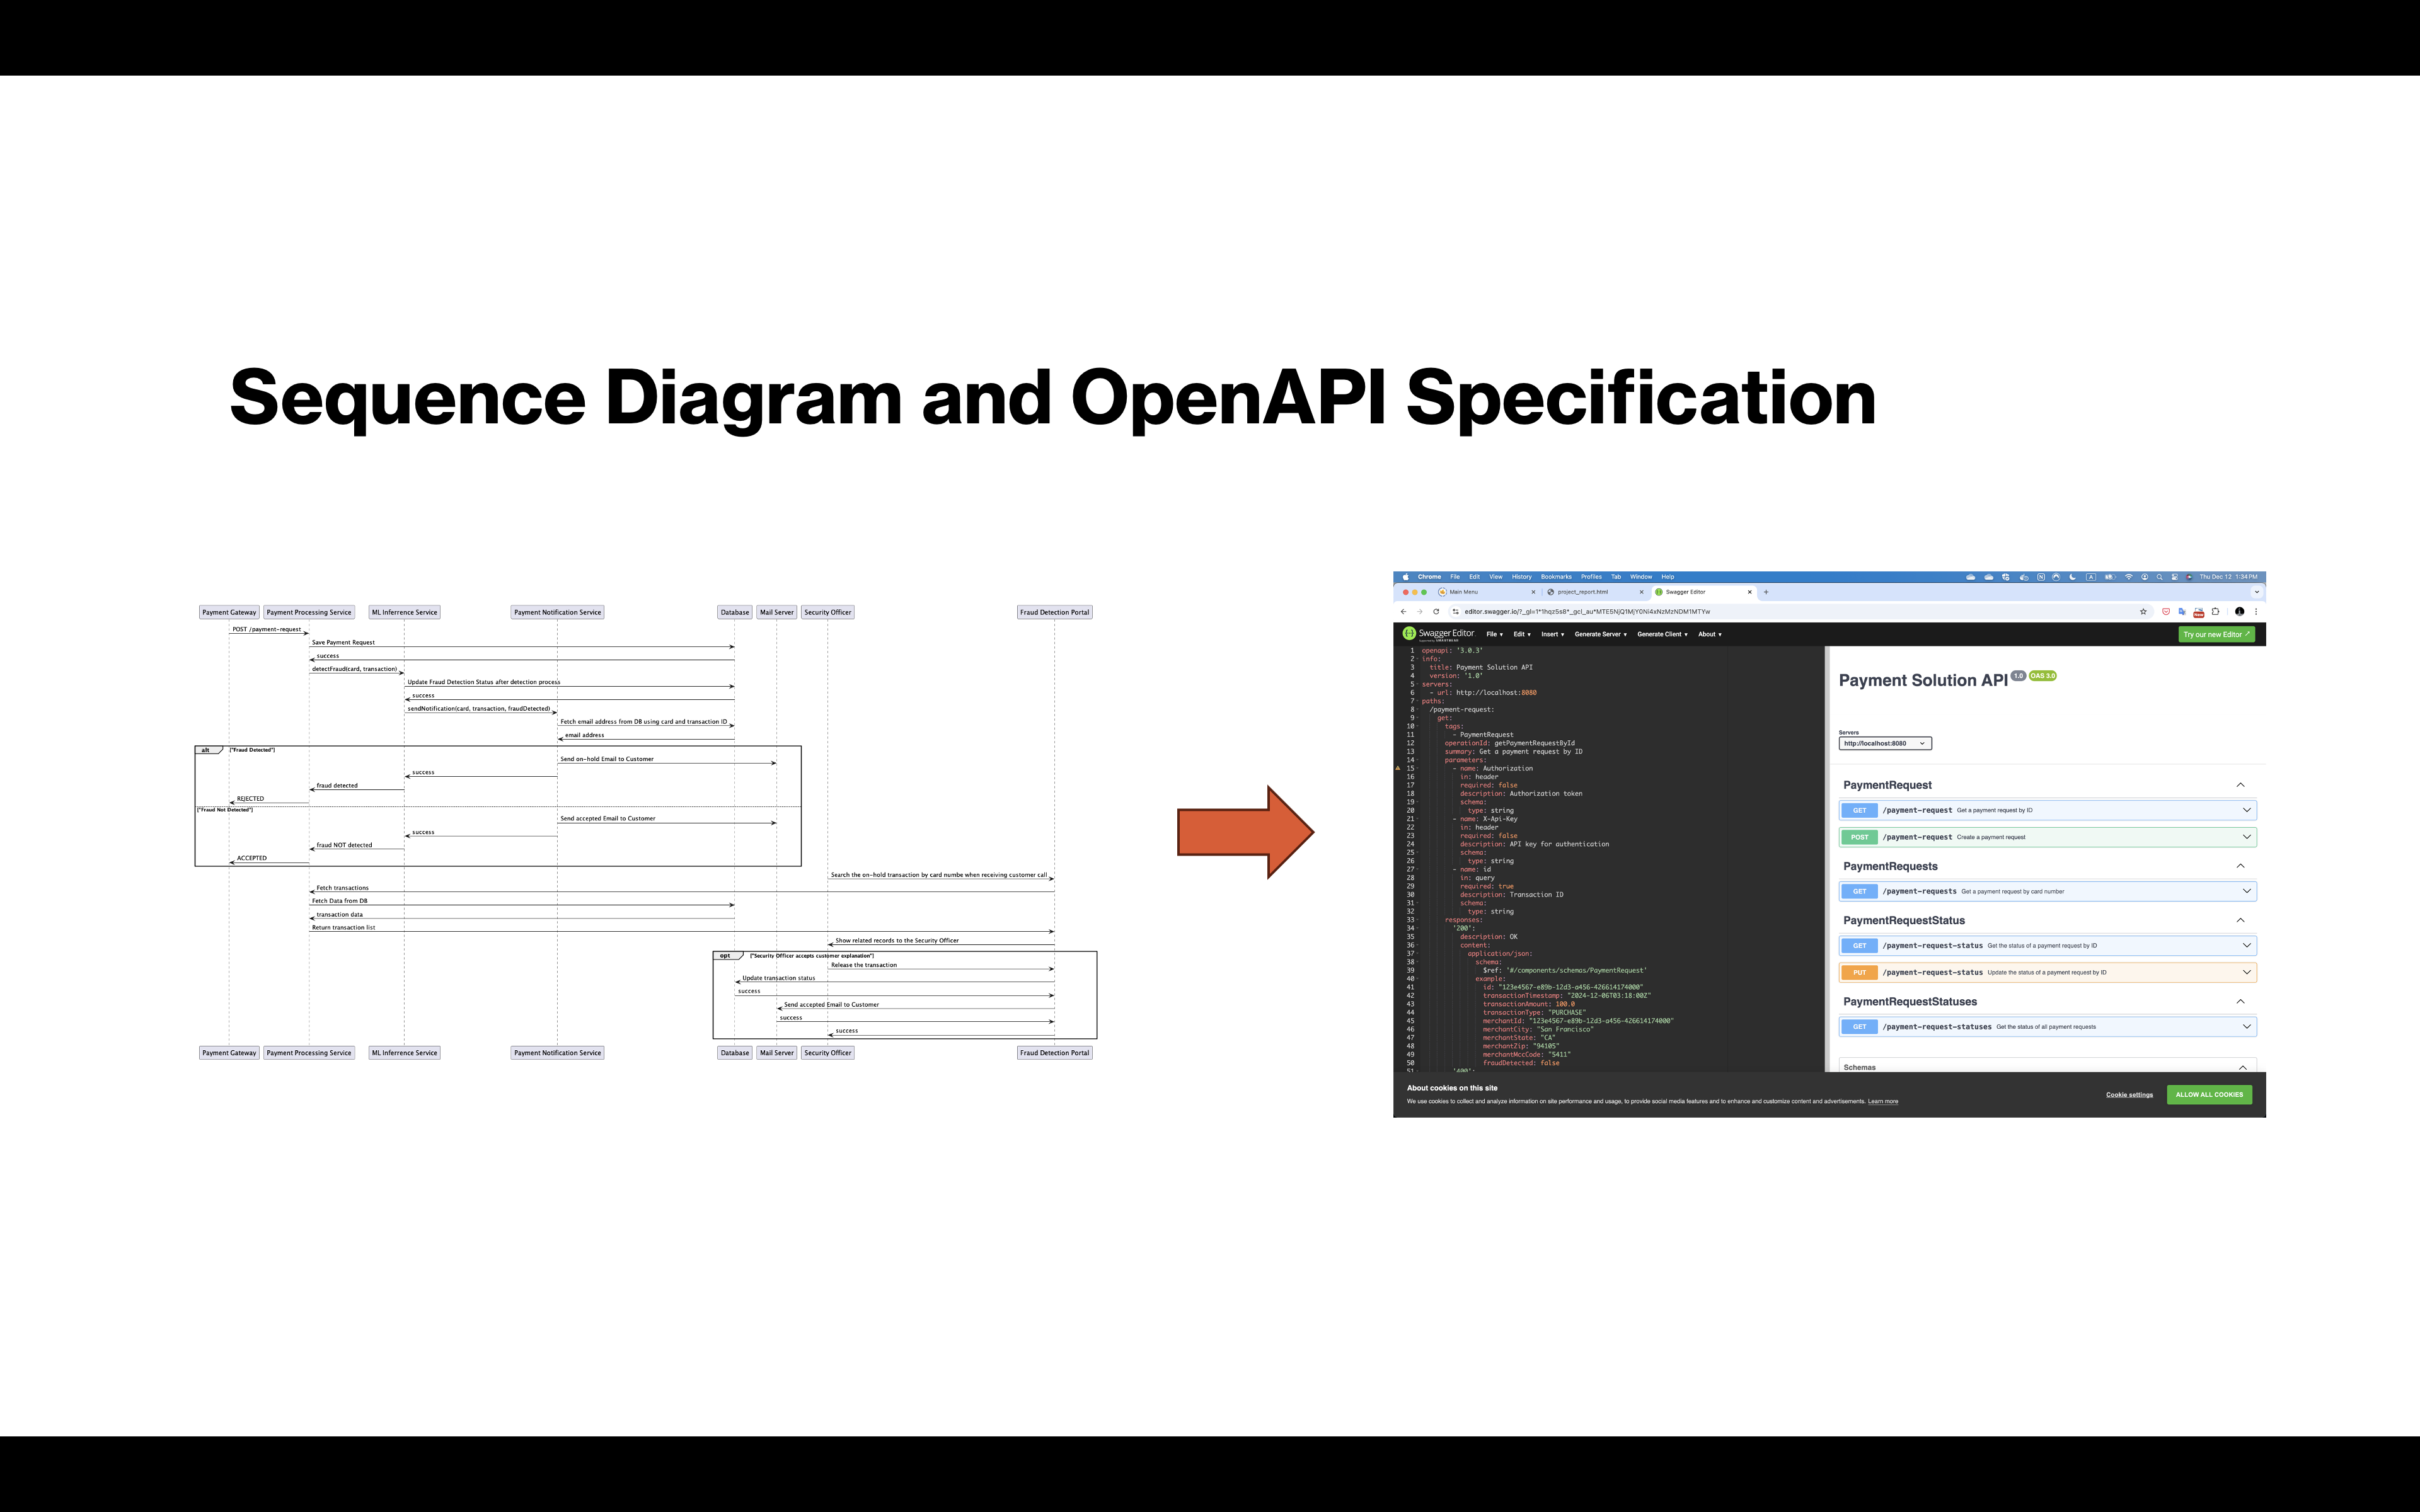 Sequence Diagram and OpenAPI Specification
Payment Gateway
Payment Processing Service
ML Inferrence Service
Payment Notification Service
Database
Mail Server
Security Officer
Fraud Detection Portal
POST /payment-request
Save Payment Request
success
detectFraud(card, transaction)
Update Fraud Detection Status after detection process
success
sendNotification(card, transaction, fraudDetected)
Fetch email address from DB using card and transaction ID
email address
alt
["Fraud Detected"]
Send on-hold Email to Customer
success
fraud detected
REJECTED
["Fraud Not Detected"]
Send accepted Email to Customer
success
fraud NOT detected
ACCEPTED
Search the on-hold transaction by card numbe when receiving customer call
Fetch transactions
Fetch Data from DB
transaction data
Return transaction list
Show related records to the Security Officer
opt
["Security Officer accepts customer explanation"]
Release the transaction
Update transaction status
success
Send accepted Email to Customer
success
success
Payment Gateway
Payment Processing Service
ML Inferrence Service
Payment Notification Service
Database
Mail Server
Security Officer
Fraud Detection Portal
Chrome File Edit View History Bookmarks Profiles Tab Window Help
Thu Dec 12 1:34 PM
Main Menu
project_report.html
Swagger Editor
Swagger Editor
File Edit Insert Generate Server Generate Client About
Try our new Editor
1 openapi: '3.0.3'
2 info:
3 title: Payment Solution API
4 version: '1.0'
5 servers:
6 - url: http://localhost:8080
7 paths:
8 /payment-request:
9 get:
10 tags:
11 - PaymentRequest
12 operationId: getPaymentRequestById
13 summary: Get a payment request by ID
14 parameters:
15 - name: Authorization
16 in: header
17 required: false
18 description: Authorization token
19 schema:
20 type: string
21 - name: X-Api-Key
22 in: header
23 required: false
24 description: API key for authentication
25 schema:
26 type: string
27 - name: id
28 in: query
29 required: true
30 description: Transaction ID
31 schema:
32 type: string
33 responses:
34 '200':
35 description: OK
36 content:
37 application/json:
38 schema:
39 $ref: '#/components/schemas/PaymentRequest'
40 example:
41 id: "123e4567-e89b-12d3-a456-426614174000"
42 transactionTimestamp: "2024-12-06T03:18:00Z"
43 transactionAmount: 100.0
44 transactionType: "PURCHASE"
45 merchantId: "123e4567-e89b-12d3-a456-426614174000"
46 merchantCity: "San Francisco"
47 merchantState: "CA"
48 merchantZip: "94105"
49 merchantMccCode: "5411"
50 fraudDetected: false
51 '400':
Payment Solution API 1.0 OAS 3.0
Servers
http://localhost:8080
PaymentRequest
GET /payment-request Get a payment request by ID
POST /payment-request Create a payment request
PaymentRequests
GET /payment-requests Get a payment request by card number
PaymentRequestStatus
GET /payment-request-status Get the status of a payment request by ID
PUT /payment-request-status Update the status of a payment request by ID
PaymentRequestStatuses
GET /payment-request-statuses Get the status of all payment requests
Schemas
About cookies on this site
We use cookies to collect and analyze information on site performance and usage, to provide social media features and to enhance and customize content and advertisements. Learn more
Cookie settings
ALLOW ALL COOKIES